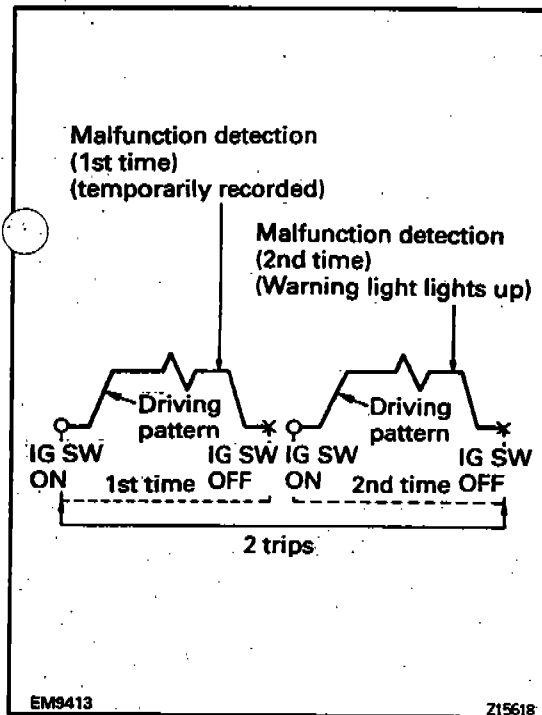 Malfunction detection
(1st time)
(temporarily recorded)
Malfunction detection
(2nd time)
(Warning light lights up)
Driving
pattern
Driving
pattern
IG SW
ON
1st time
IG SW
OFF
IG SW
ON
2nd time
IG SW
OFF
2 trips
EM9413
Z15618